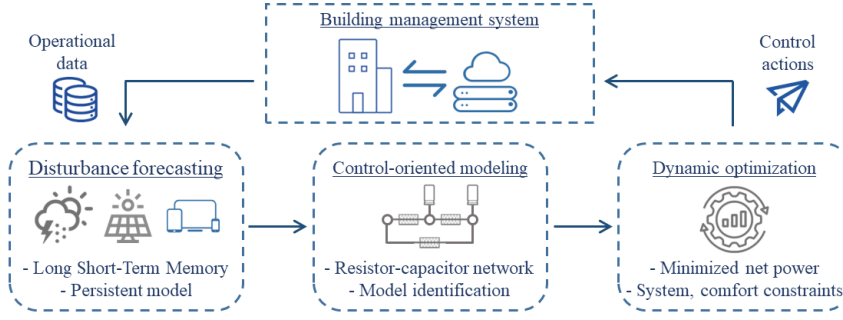 Building management system
Operational
data
Control
actions
Disturbance forecasting
- Long Short-Term Memory
- Persistent model
Control-oriented modeling
- Resistor-capacitor network
- Model identification
Dynamic optimization
- Minimized net power
- System, comfort constraints